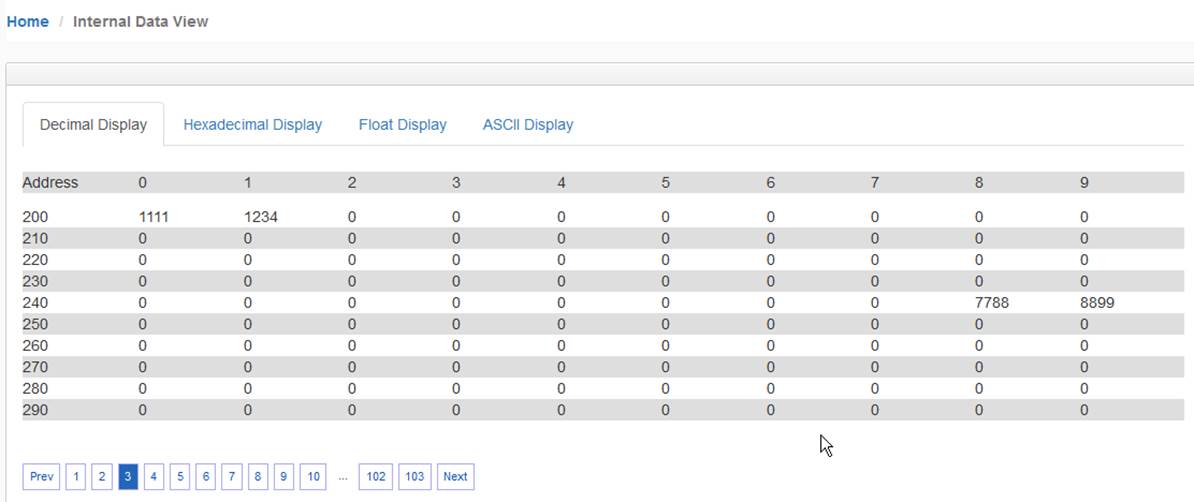 Home / Internal Data View
Decimal Display Hexadecimal Display Float Display ASCII Display
Address 0 1 2 3 4 5 6 7 8 9
200 1111 1234 0 0 0 0 0 0 0 0
210 0 0 0 0 0 0 0 0 0 0
220 0 0 0 0 0 0 0 0 0 0
230 0 0 0 0 0 0 0 0 0 0
240 0 0 0 0 0 0 0 0 7788 8899
250 0 0 0 0 0 0 0 0 0 0
260 0 0 0 0 0 0 0 0 0 0
270 0 0 0 0 0 0 0 0 0 0
280 0 0 0 0 0 0 0 0 0 0
290 0 0 0 0 0 0 0 0 0 0
Prev 1 2 3 4 5 6 7 8 9 10 ... 102 103 Next